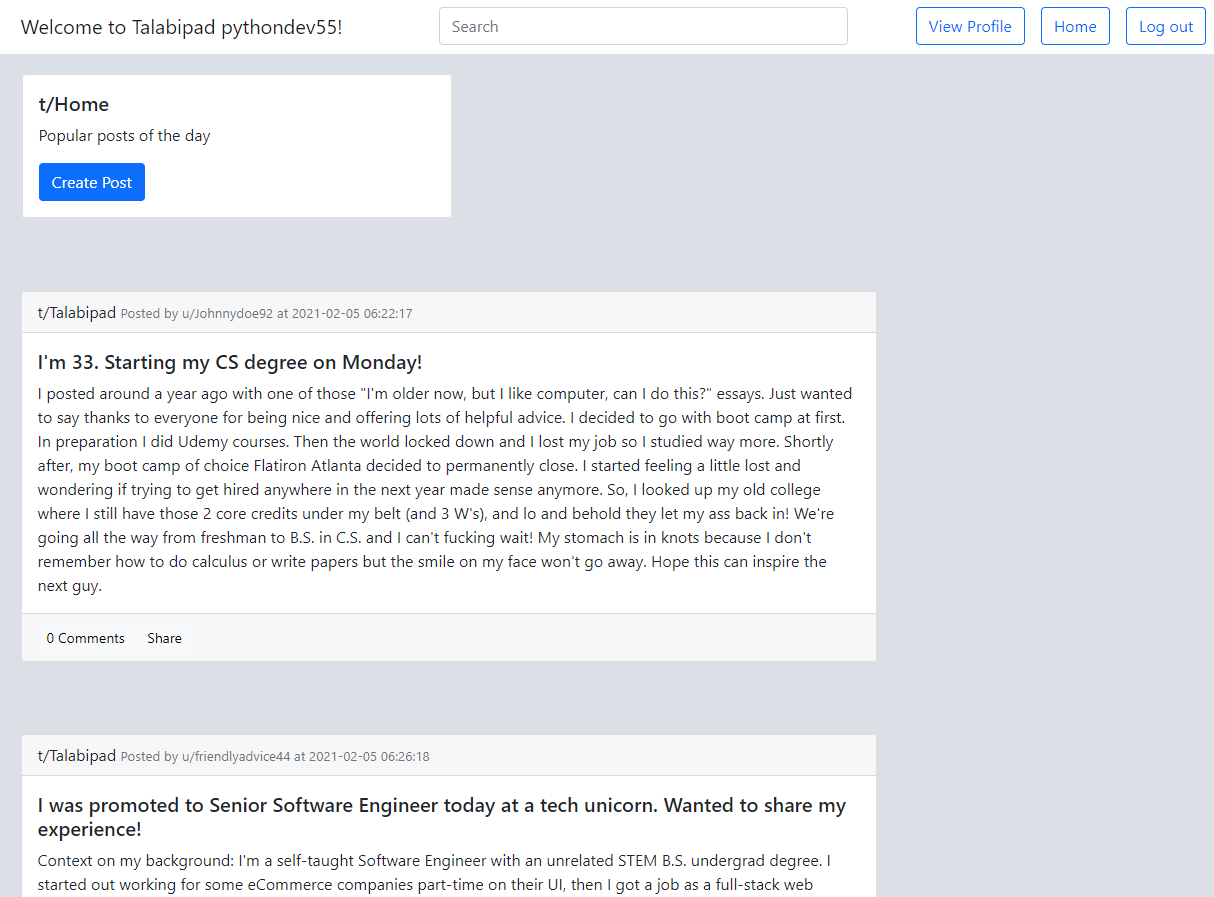 Welcome to Talabipad pythondev55!
Search
View Profile
Home
Log out
t/Home
Popular posts of the day
Create Post
t/Talabipad Posted by u/Johnnydoe92 at 2021-02-05 06:22:17
I'm 33. Starting my CS degree on Monday!
I posted around a year ago with one of those "I'm older now, but I like computer, can I do this?" essays. Just wanted
to say thanks to everyone for being nice and offering lots of helpful advice. I decided to go with boot camp at first.
In preparation I did Udemy courses. Then the world locked down and I lost my job so I studied way more. Shortly
after, my boot camp of choice Flatiron Atlanta decided to permanently close. I started feeling a little lost and
wondering if trying to get hired anywhere in the next year made sense anymore. So, I looked up my old college
where I still have those 2 core credits under my belt (and 3 W's), and lo and behold they let my ass back in! We're
going all the way from freshman to B.S. in C.S. and I can't fucking wait! My stomach is in knots because I don't
remember how to do calculus or write papers but the smile on my face won't go away. Hope this can inspire the
next guy.
0 Comments
Share
t/Talabipad Posted by u/friendlyadvice44 at 2021-02-05 06:26:18
I was promoted to Senior Software Engineer today at a tech unicorn. Wanted to share my
experience!
Context on my background: I'm a self-taught Software Engineer with an unrelated STEM B.S. undergrad degree. I
started out working for some eCommerce companies part-time on their UI, then I got a job as a full-stack web